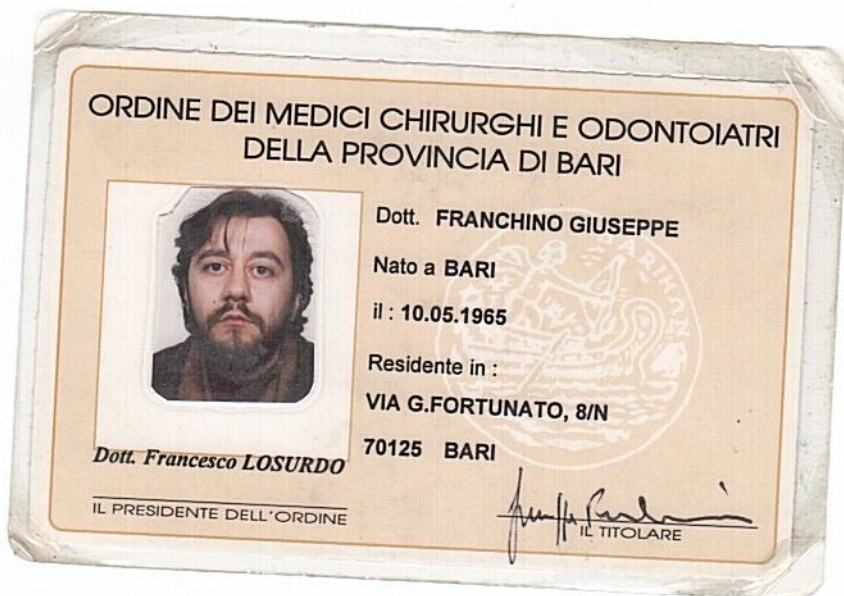 ORDINE DEI MEDICI CHIRURGHI E ODONTOIATRI
DELLA PROVINCIA DI BARI
Dott. FRANCHINO GIUSEPPE
Nato a BARI
il : 10.05.1965
Residente in :
VIA G.FORTUNATO, 8/N
70125 BARI
Dott. Francesco LOSURDO
IL PRESIDENTE DELL'ORDINE
IL TITOLARE